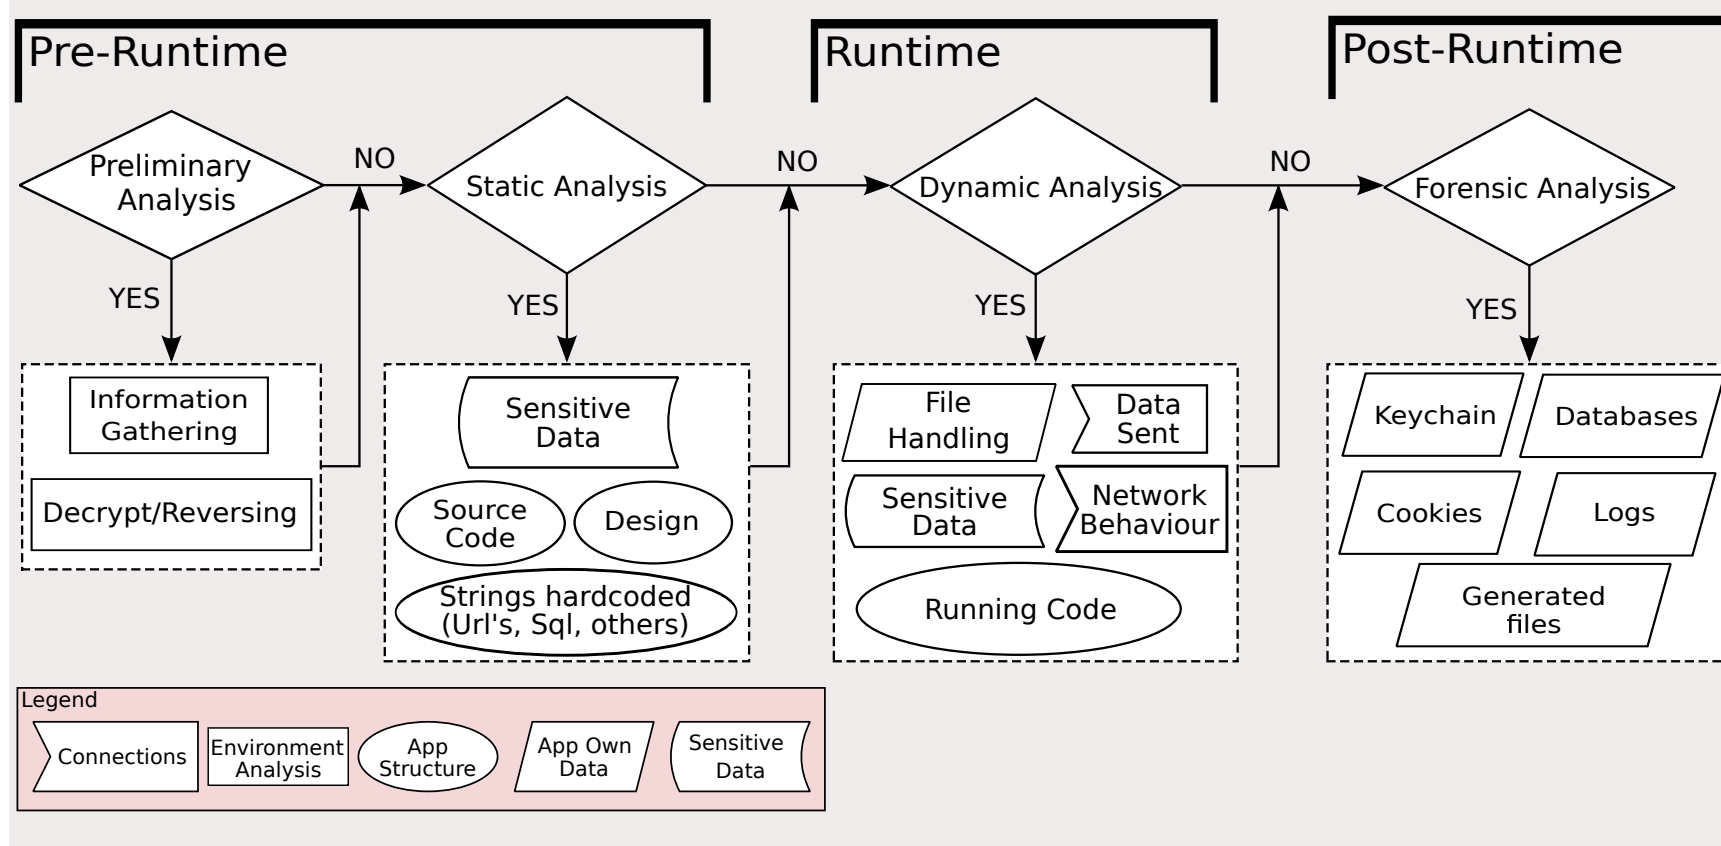 Pre-Runtime
Runtime
Post-Runtime
Preliminary
Analysis
NO
Static Analysis
NO
Dynamic Analysis
NO
Forensic Analysis
YES
YES
YES
YES
Information
Gathering
Decrypt/Reversing
Sensitive
Data
Source
Code
Design
Strings hardcoded
(Url's, Sql, others)
File
Handling
Data
Sent
Sensitive
Data
Network
Behaviour
Running Code
Keychain
Databases
Cookies
Logs
Generated
files
Legend
Connections
Environment
Analysis
App
Structure
App Own
Data
Sensitive
Data